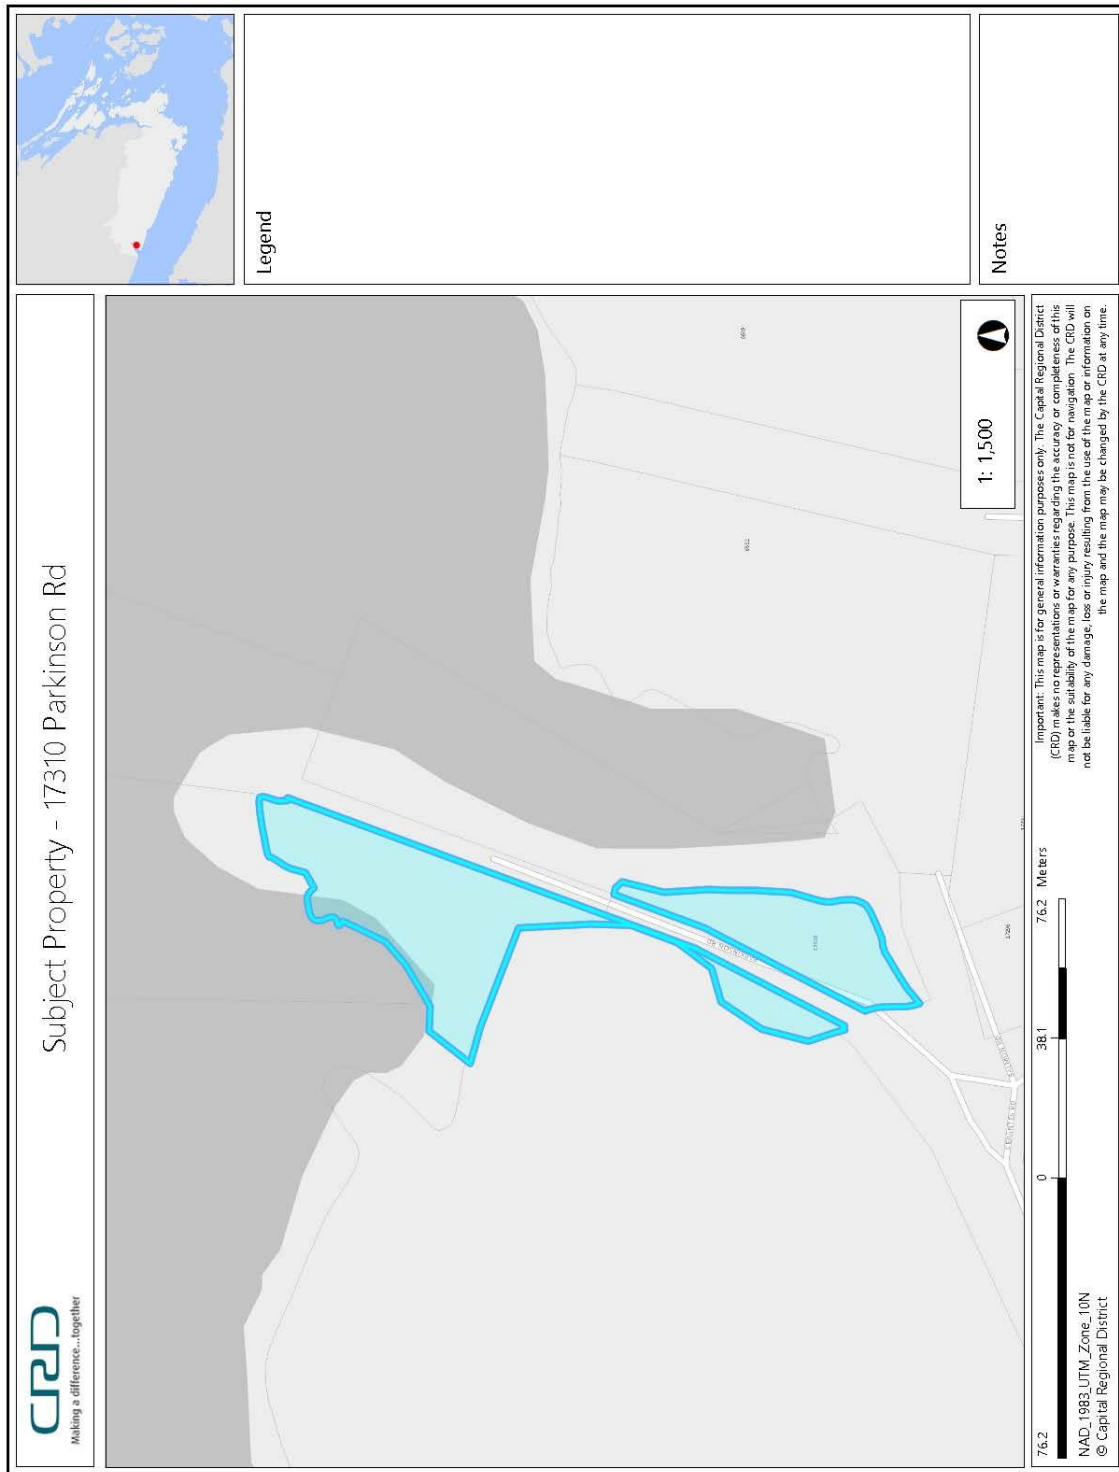 CRD
Making a difference...together
Subject Property - 17310 Parkinson Rd
Legend
Notes
PARKINSON RD
17310
1: 1,500
76.2
0
38.1
76.2 Meters
NAD_1983_UTM_Zone_10N
© Capital Regional District
Important: This map is for general information purposes only. The Capital Regional District
(CRD) makes no representations or warranties regarding the accuracy or completeness of this
map or the suitability of the map for any purpose. This map is not for navigation. The CRD will
not be liable for any damage, loss or injury resulting from the use of the map or information on
the map and the map may be changed by the CRD at any time.